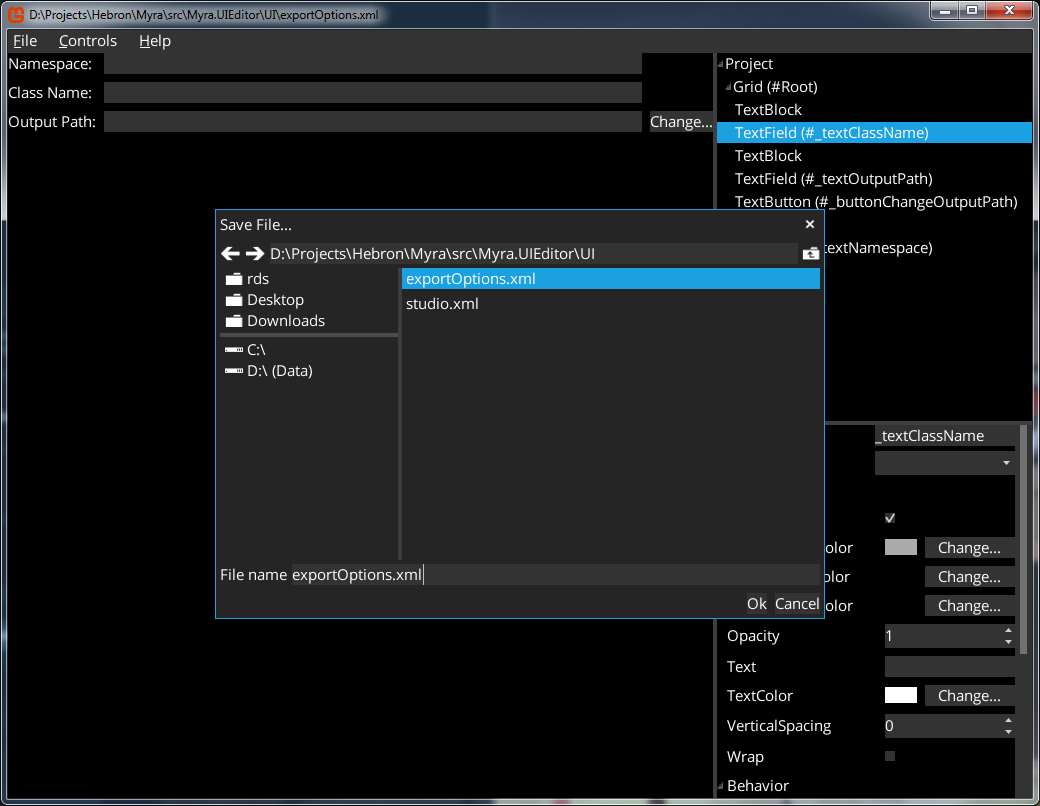 D:\Projects\Hebron\Myra\src\Myra.UIEditor\UI\exportOptions.xml
File Controls Help
Namespace:
Class Name:
Output Path: Change...
Project
Grid (#Root)
TextBlock
TextField (#_textClassName)
TextBlock
TextField (#_textOutputPath)
TextButton (#_buttonChangeOutputPath)
extNamespace)
Save File...
D:\Projects\Hebron\Myra\src\Myra.UIEditor\UI
rds
Desktop
Downloads
C:\
D:\ (Data)
exportOptions.xml
studio.xml
File name exportOptions.xml
Ok Cancel
_textClassName
olor Change...
olor Change...
olor Change...
Opacity 1
Text
TextColor Change...
VerticalSpacing 0
Wrap
Behavior